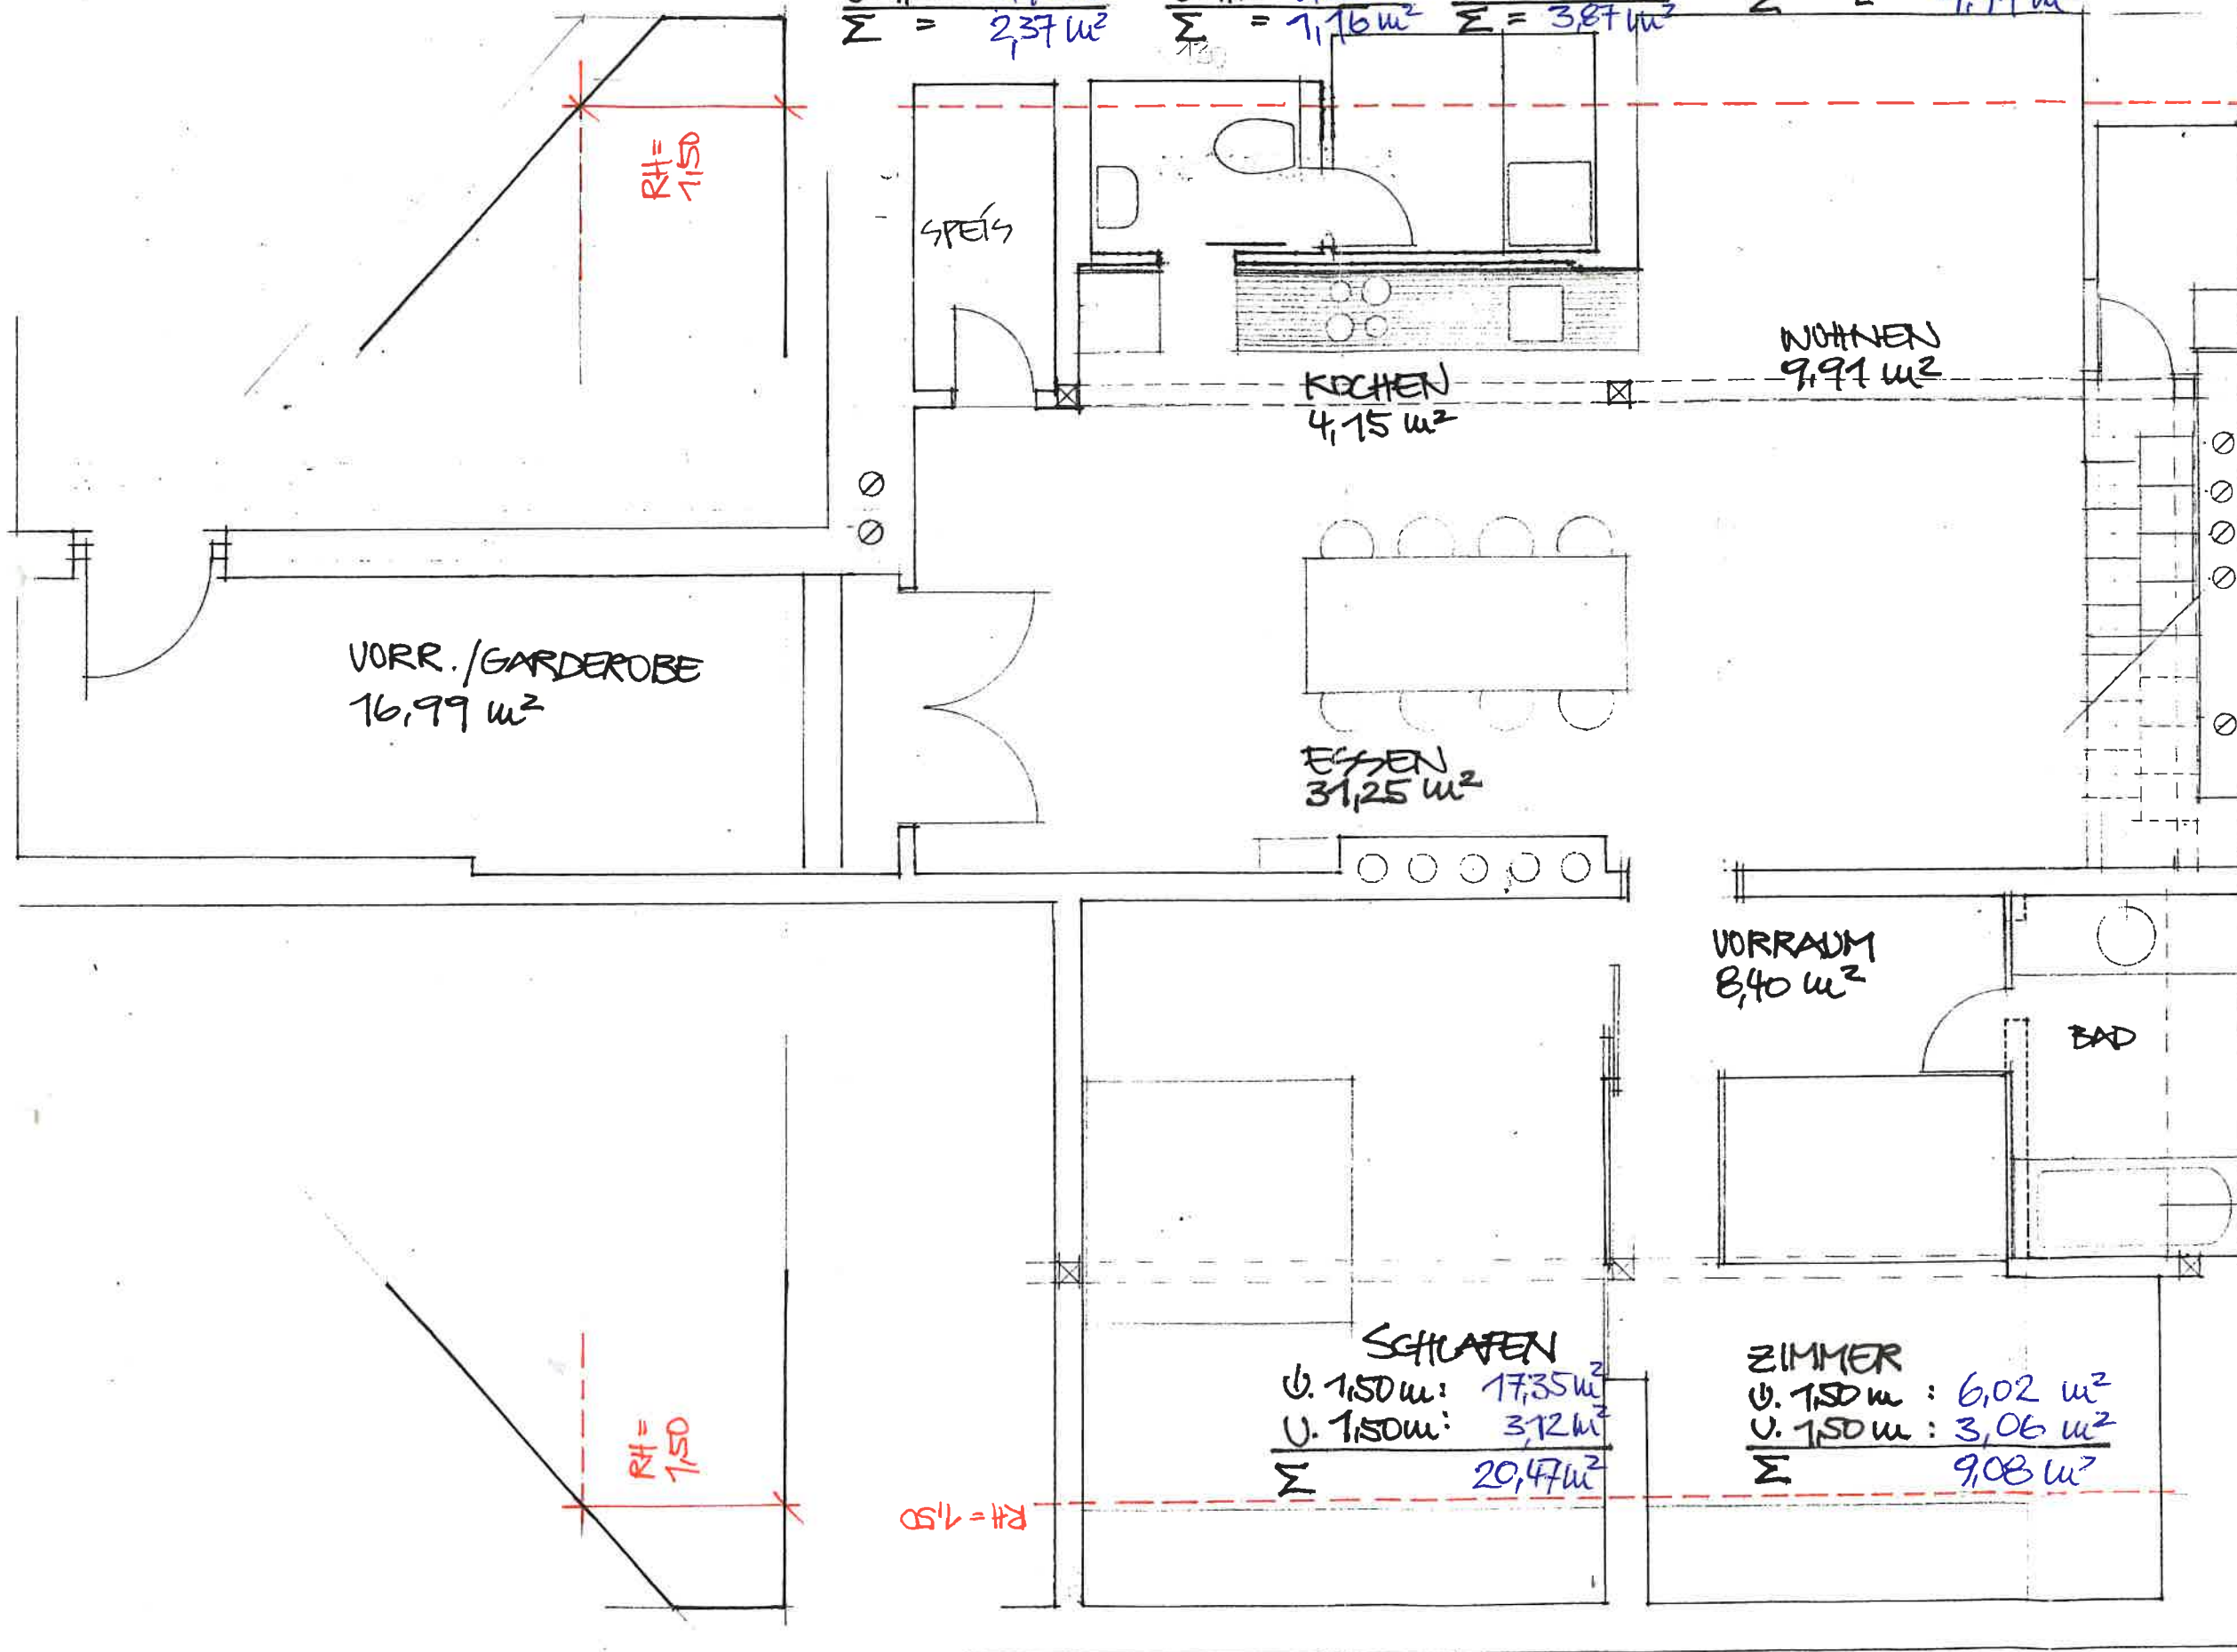 Σ = 2,37 m²
Σ = 1,16 m²
Σ = 3,87 m²
RH=
1,50
SPEIS
WOHNEN
9,91 m²
KOCHEN
4,15 m²
VORR./GARDEROBE
16,99 m²
ESSEN
31,25 m²
VORRAUM
8,40 m²
BAD
SCHLAFEN
Ü. 1,50 m: 17,35 m²
U. 1,50 m: 3,12 m²
Σ 20,47 m²
ZIMMER
Ü. 1,50 m : 6,02 m²
U. 1,50 m : 3,06 m²
Σ 9,08 m²
RH=
1,50
RH = 1,50